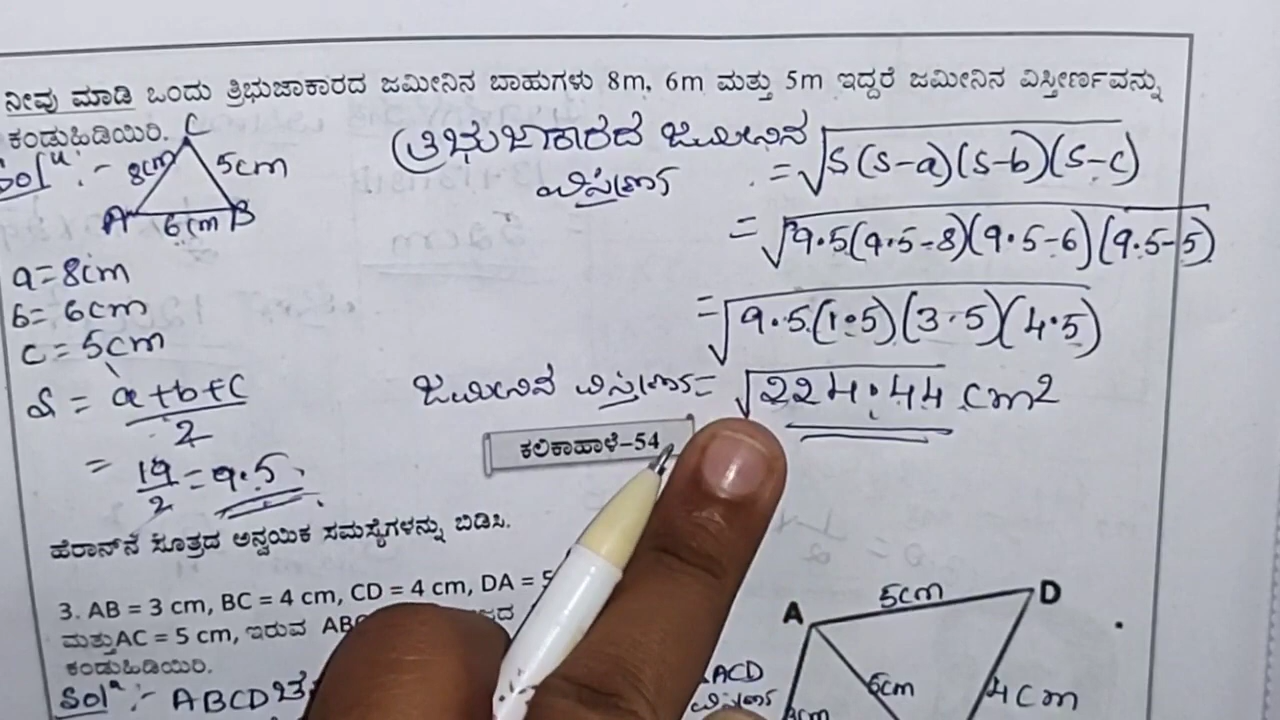 ನೀವು ಮಾಡಿ ಒಂದು ತ್ರಿಭುಜಾಕಾರದ ಜಮೀನಿನ ಬಾಹುಗಳು 8m, 6m ಮತ್ತು 5m ಇದ್ದರೆ ಜಮೀನಿನ ವಿಸ್ತೀರ್ಣವನ್ನು
ಕಂಡುಹಿಡಿಯಿರಿ.
Solⁿ :-
C
8cm
5cm
A
6cm
B
a=8cm
b= 6cm
c = 5cm
S = a+b+c/2
= 19/2 = 9.5
ತ್ರಿಭುಜಾಕಾರದ ಜಮೀನಿನ
ವಿಸ್ತೀರ್ಣ
= √S(S-a)(S-b)(S-c)
= √9.5(9.5-8)(9.5-6)(9.5-5)
= √9.5(1.5)(3.5)(4.5)
ಜಮೀನಿನ ವಿಸ್ತೀರ್ಣ = √224.44 cm²
ಕಲಿಕಾಹಾಳೆ-54
ಹೆರಾನ್‌ನ ಸೂತ್ರದ ಅನ್ವಯಿಕ ಸಮಸ್ಯೆಗಳನ್ನು ಬಿಡಿಸಿ.
3. AB = 3 cm, BC = 4 cm, CD = 4 cm, DA = 5
ಮತ್ತುAC = 5 cm, ಇರುವ
ಕಂಡುಹಿಡಿಯಿರಿ.
Solⁿ :- ABCD
ACD
ವಿಸ್ತೀರ್ಣ
A
5cm
D
4cm
3cm